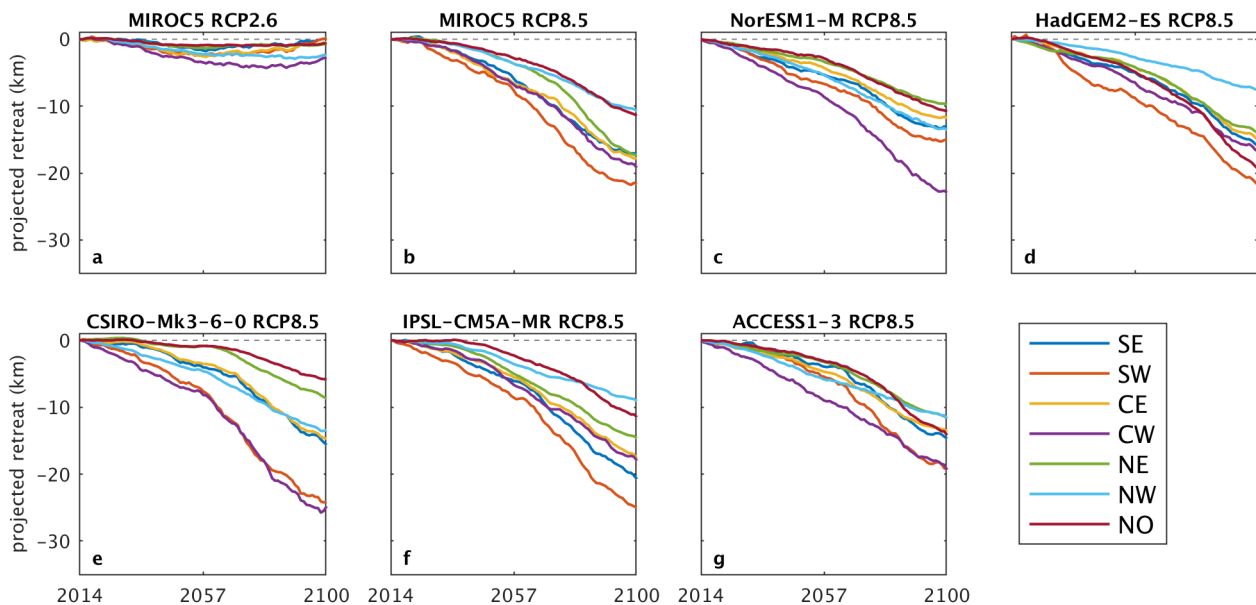 MIROC5 RCP2.6
MIROC5 RCP8.5
NorESM1-M RCP8.5
HadGEM2-ES RCP8.5
projected retreat (km)
0
-10
-20
-30
a
b
c
d
CSIRO-Mk3-6-0 RCP8.5
IPSL-CM5A-MR RCP8.5
ACCESS1-3 RCP8.5
projected retreat (km)
0
-10
-20
-30
e
f
g
2014
2057
2100
2014
2057
2100
2014
2057
2100
SE
SW
CE
CW
NE
NW
NO